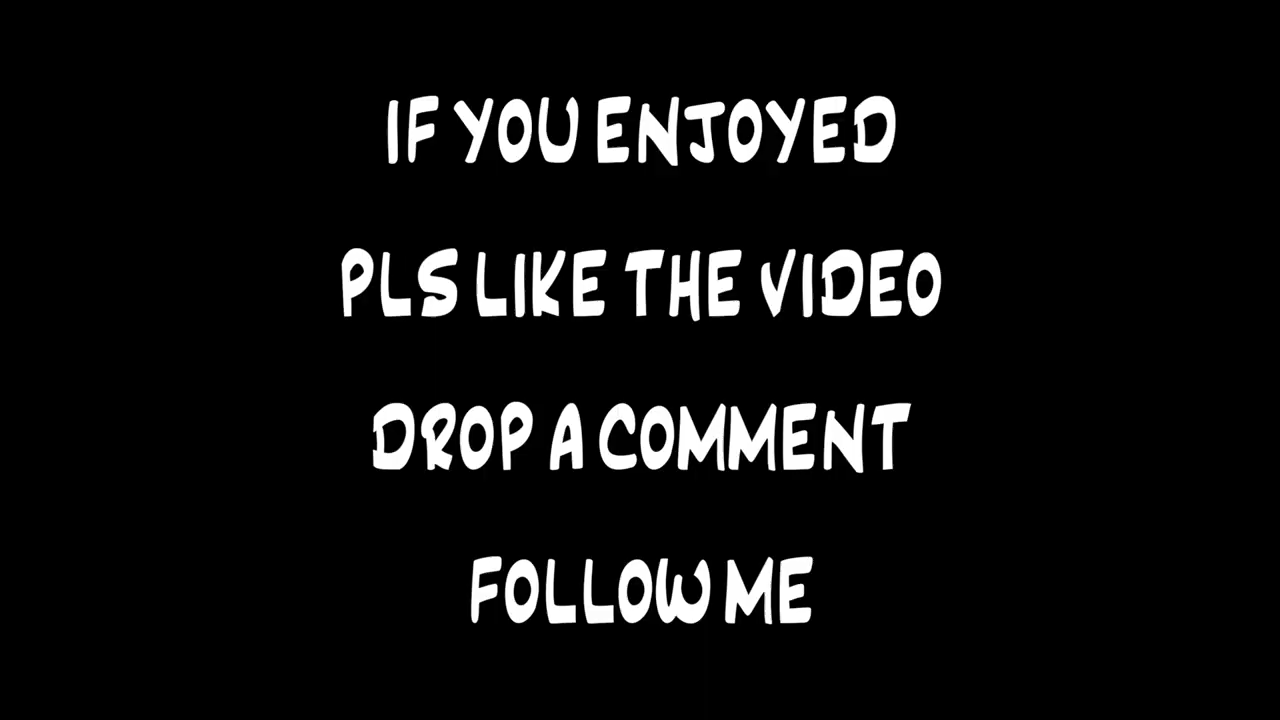 IF YOU ENJOYED
PLS LIKE THE VIDEO
DROP A COMMENT
FOLLOW ME